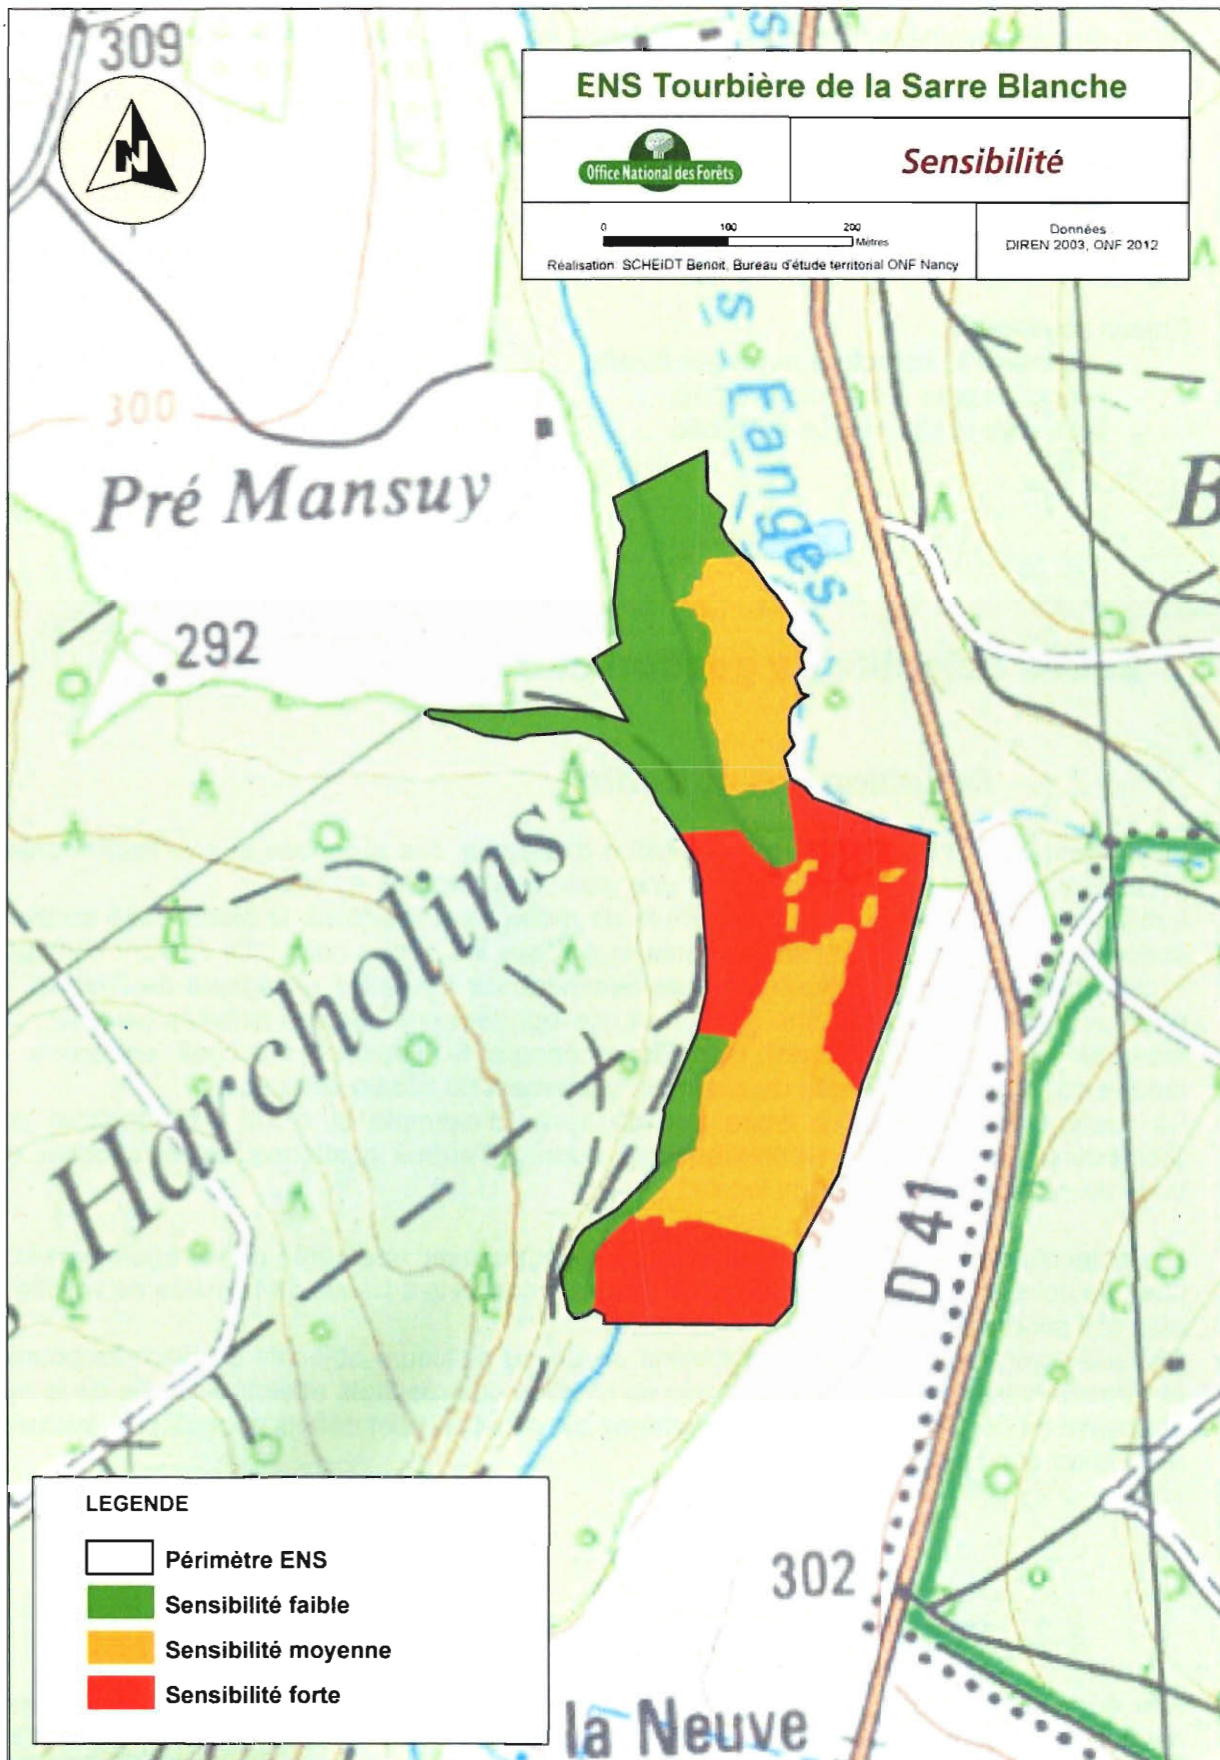 309
N
ENS Tourbière de la Sarre Blanche
Office National des Forêts
Sensibilité
0 100 200
Mètres
Réalisation: SCHEIDT Benoit, Bureau d'étude territorial ONF Nancy
Données
DIREN 2003, ONF 2012
s Fanges
300
Pré Mansuy
B
292
Harcholins
D 41
302
la Neuve
LEGENDE
Périmètre ENS
Sensibilité faible
Sensibilité moyenne
Sensibilité forte